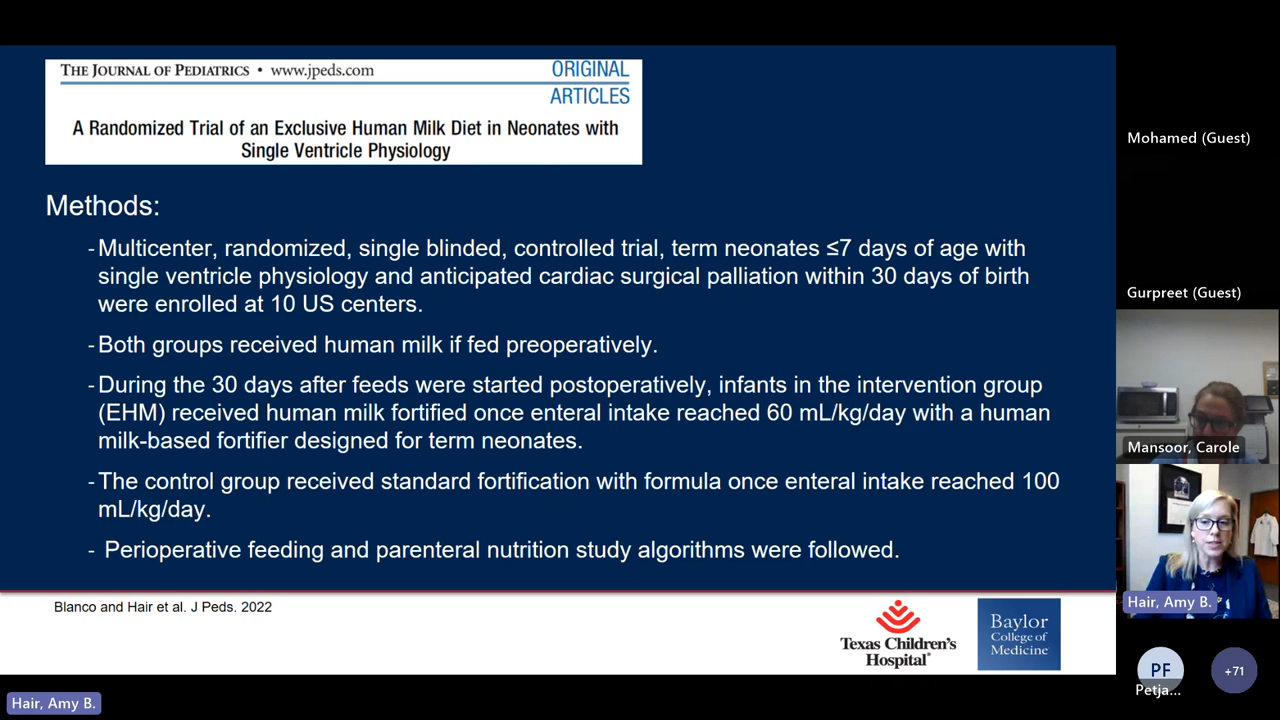 THE JOURNAL OF PEDIATRICS • www.jpeds.com
ORIGINAL
ARTICLES
A Randomized Trial of an Exclusive Human Milk Diet in Neonates with
Single Ventricle Physiology
Methods:
- Multicenter, randomized, single blinded, controlled trial, term neonates ≤7 days of age with
single ventricle physiology and anticipated cardiac surgical palliation within 30 days of birth
were enrolled at 10 US centers.
- Both groups received human milk if fed preoperatively.
- During the 30 days after feeds were started postoperatively, infants in the intervention group
(EHM) received human milk fortified once enteral intake reached 60 mL/kg/day with a human
milk-based fortifier designed for term neonates.
- The control group received standard fortification with formula once enteral intake reached 100
mL/kg/day.
- Perioperative feeding and parenteral nutrition study algorithms were followed.
Blanco and Hair et al. J Peds. 2022
Texas Children's
Hospital®
Baylor
College of
Medicine
Hair, Amy B.
Mohamed (Guest)
Gurpreet (Guest)
Mansoor, Carole
Hair, Amy B.
PF
Petja...
+71